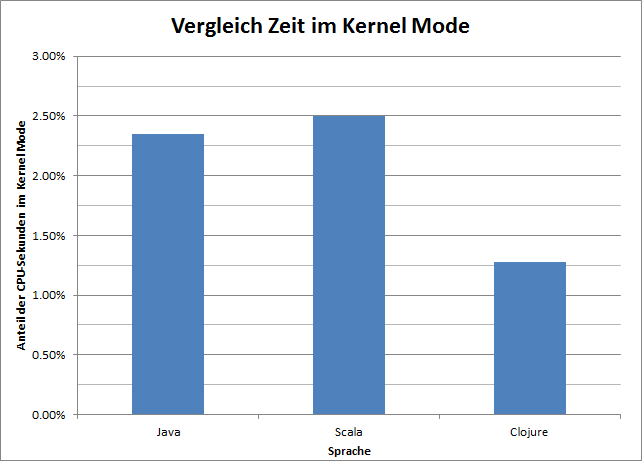 Vergleich Zeit im Kernel Mode
3.00%
2.50%
2.00%
1.50%
1.00%
0.50%
0.00%
Anteil der CPU-Sekunden im Kernel Mode
Java
Scala
Clojure
Sprache